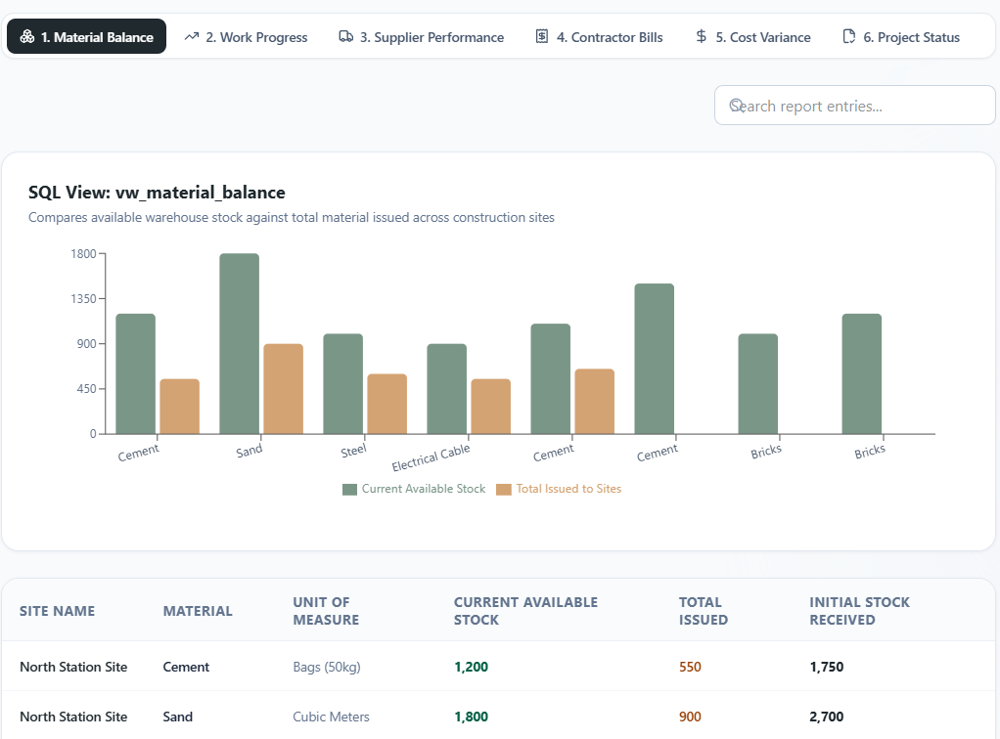 1. Material Balance 2. Work Progress 3. Supplier Performance 4. Contractor Bills $ 5. Cost Variance 6. Project Status
Search report entries...
SQL View: vw_material_balance
Compares available warehouse stock against total material issued across construction sites
1800
1350
900
450
0
Cement Sand Steel Electrical Cable Cement Cement Bricks Bricks
Current Available Stock Total Issued to Sites
SITE NAME MATERIAL UNIT OF MEASURE CURRENT AVAILABLE STOCK TOTAL ISSUED INITIAL STOCK RECEIVED
North Station Site Cement Bags (50kg) 1,200 550 1,750
North Station Site Sand Cubic Meters 1,800 900 2,700